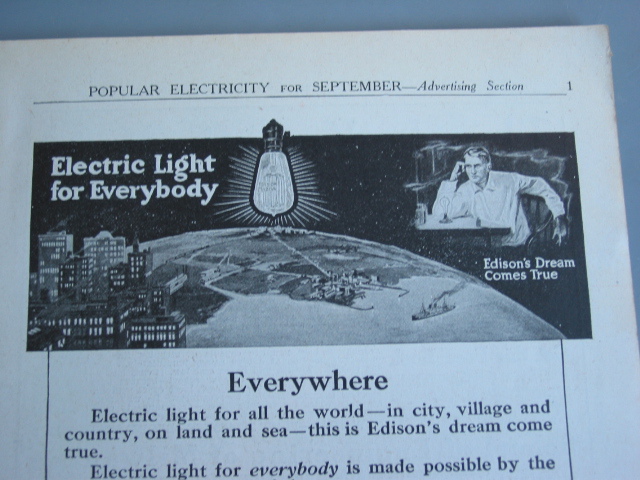 POPULAR ELECTRICITY FOR SEPTEMBER—Advertising Section 1
Electric Light
for Everybody
Edison's Dream
Comes True
Everywhere
Electric light for all the world—in city, village and
country, on land and sea—this is Edison's dream come
true.
Electric light for everybody is made possible by the